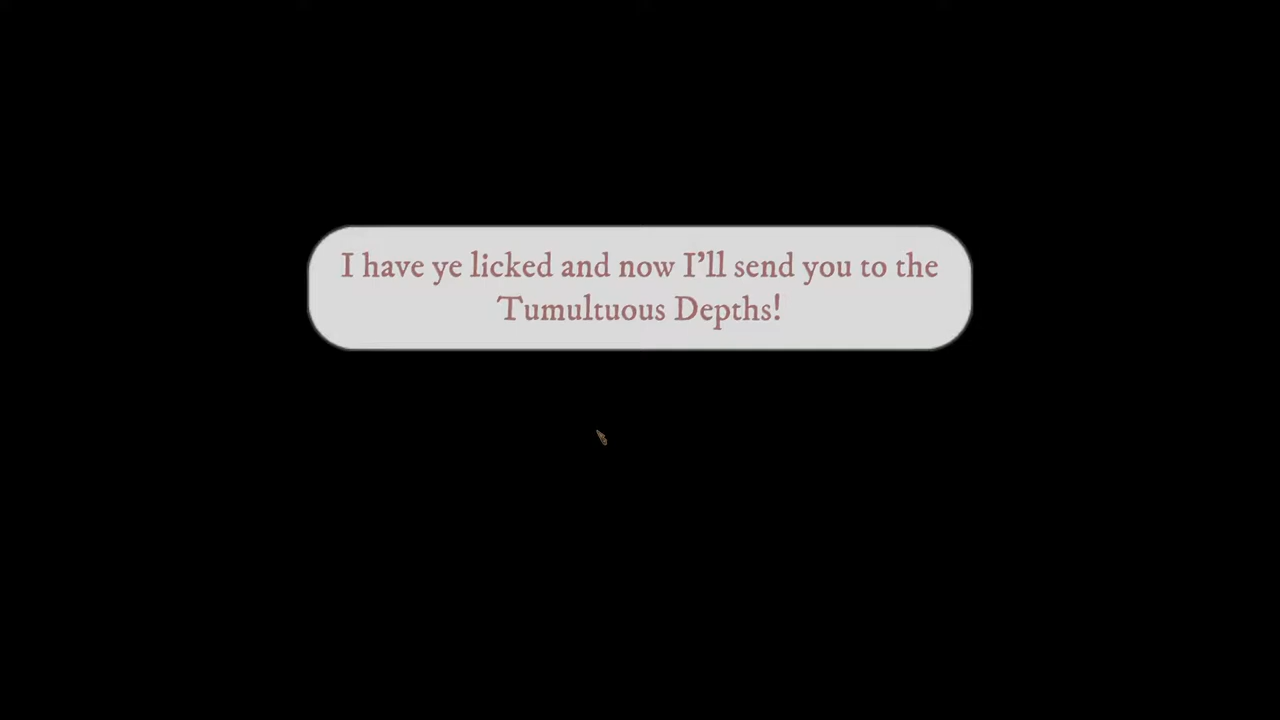 I have ye licked and now I'll send you to the
Tumultuous Depths!